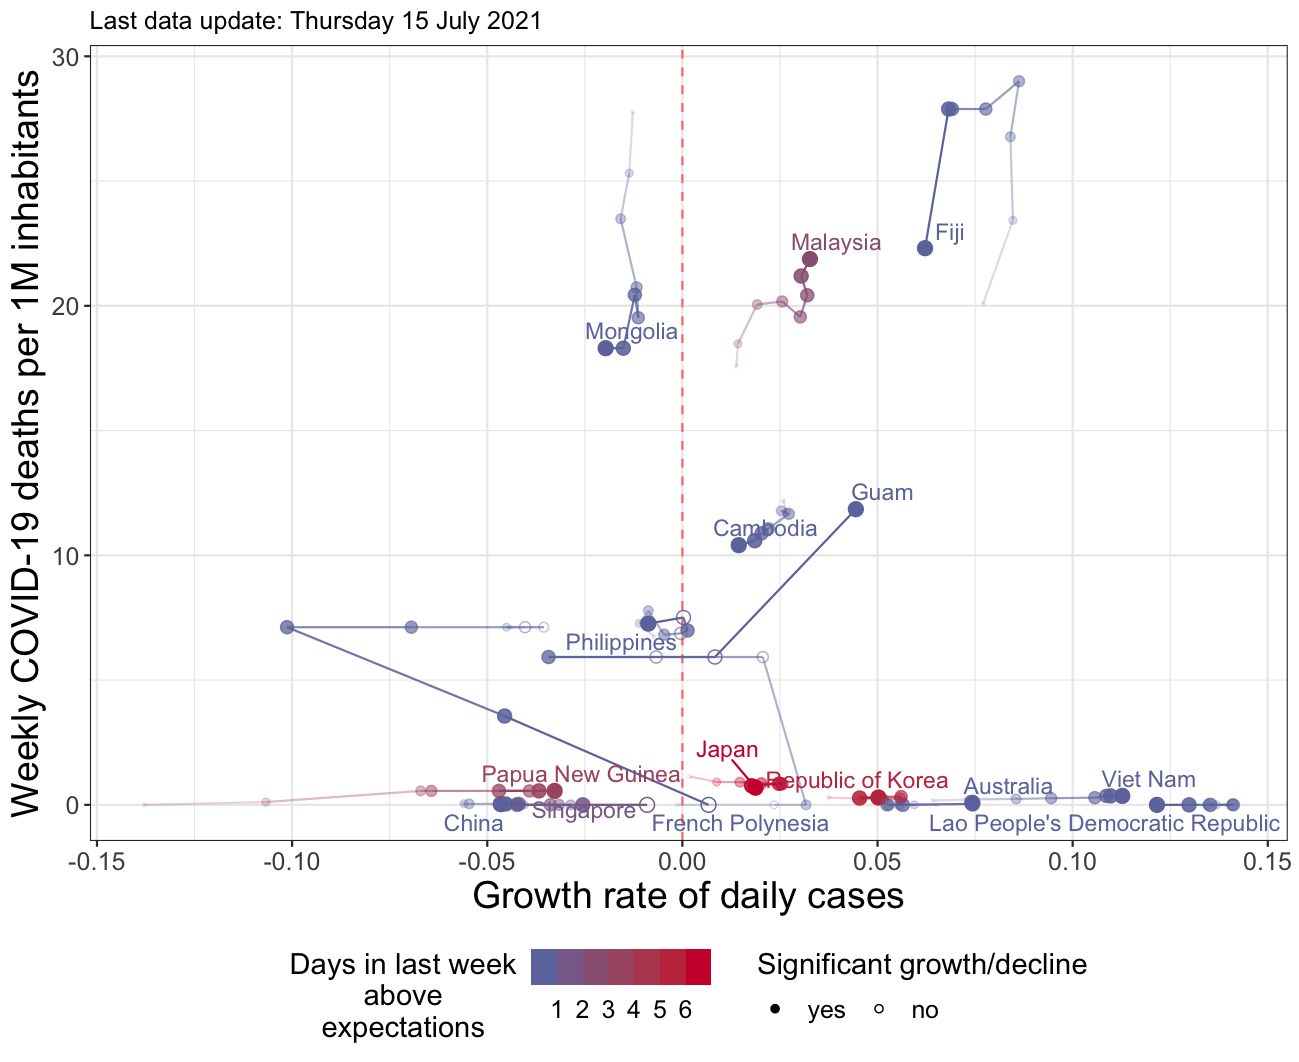 Last data update: Thursday 15 July 2021
Weekly COVID-19 deaths per 1M inhabitants
30
20
10
0
Fiji
Malaysia
Mongolia
Guam
Cambodia
Philippines
Japan
Papua New Guinea
Republic of Korea
Australia
Viet Nam
Singapore
China
French Polynesia
Lao People's Democratic Republic
-0.15
-0.10
-0.05
0.00
0.05
0.10
0.15
Growth rate of daily cases
Days in last week
above
expectations
1 2 3 4 5 6
Significant growth/decline
yes
no